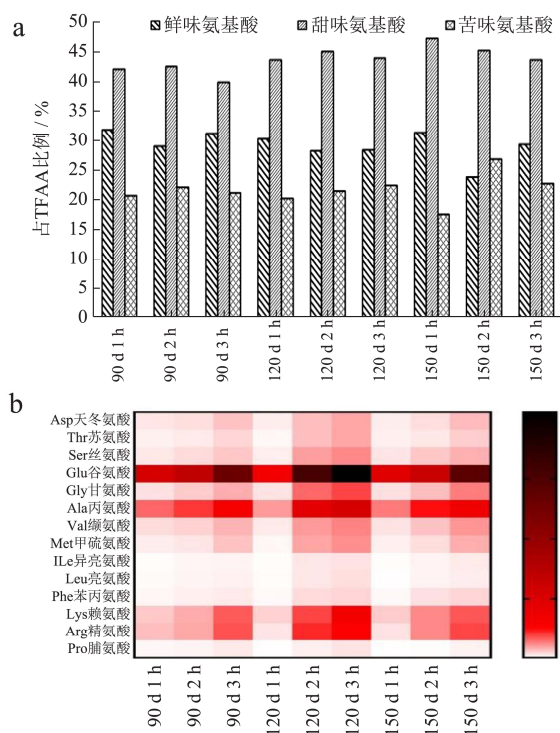 a
鲜味氨基酸 甜味氨基酸 苦味氨基酸
占TFAA比例 / %
50
45
40
35
30
25
20
15
10
5
0
90 d 1 h
90 d 2 h
90 d 3 h
120 d 1 h
120 d 2 h
120 d 3 h
150 d 1 h
150 d 2 h
150 d 3 h
b
Asp天冬氨酸
Thr苏氨酸
Ser丝氨酸
Glu谷氨酸
Gly甘氨酸
Ala丙氨酸
Val缬氨酸
Met甲硫氨酸
ILe异亮氨酸
Leu亮氨酸
Phe苯丙氨酸
Lys赖氨酸
Arg精氨酸
Pro脯氨酸
90 d 1 h
90 d 2 h
90 d 3 h
120 d 1 h
120 d 2 h
120 d 3 h
150 d 1 h
150 d 2 h
150 d 3 h